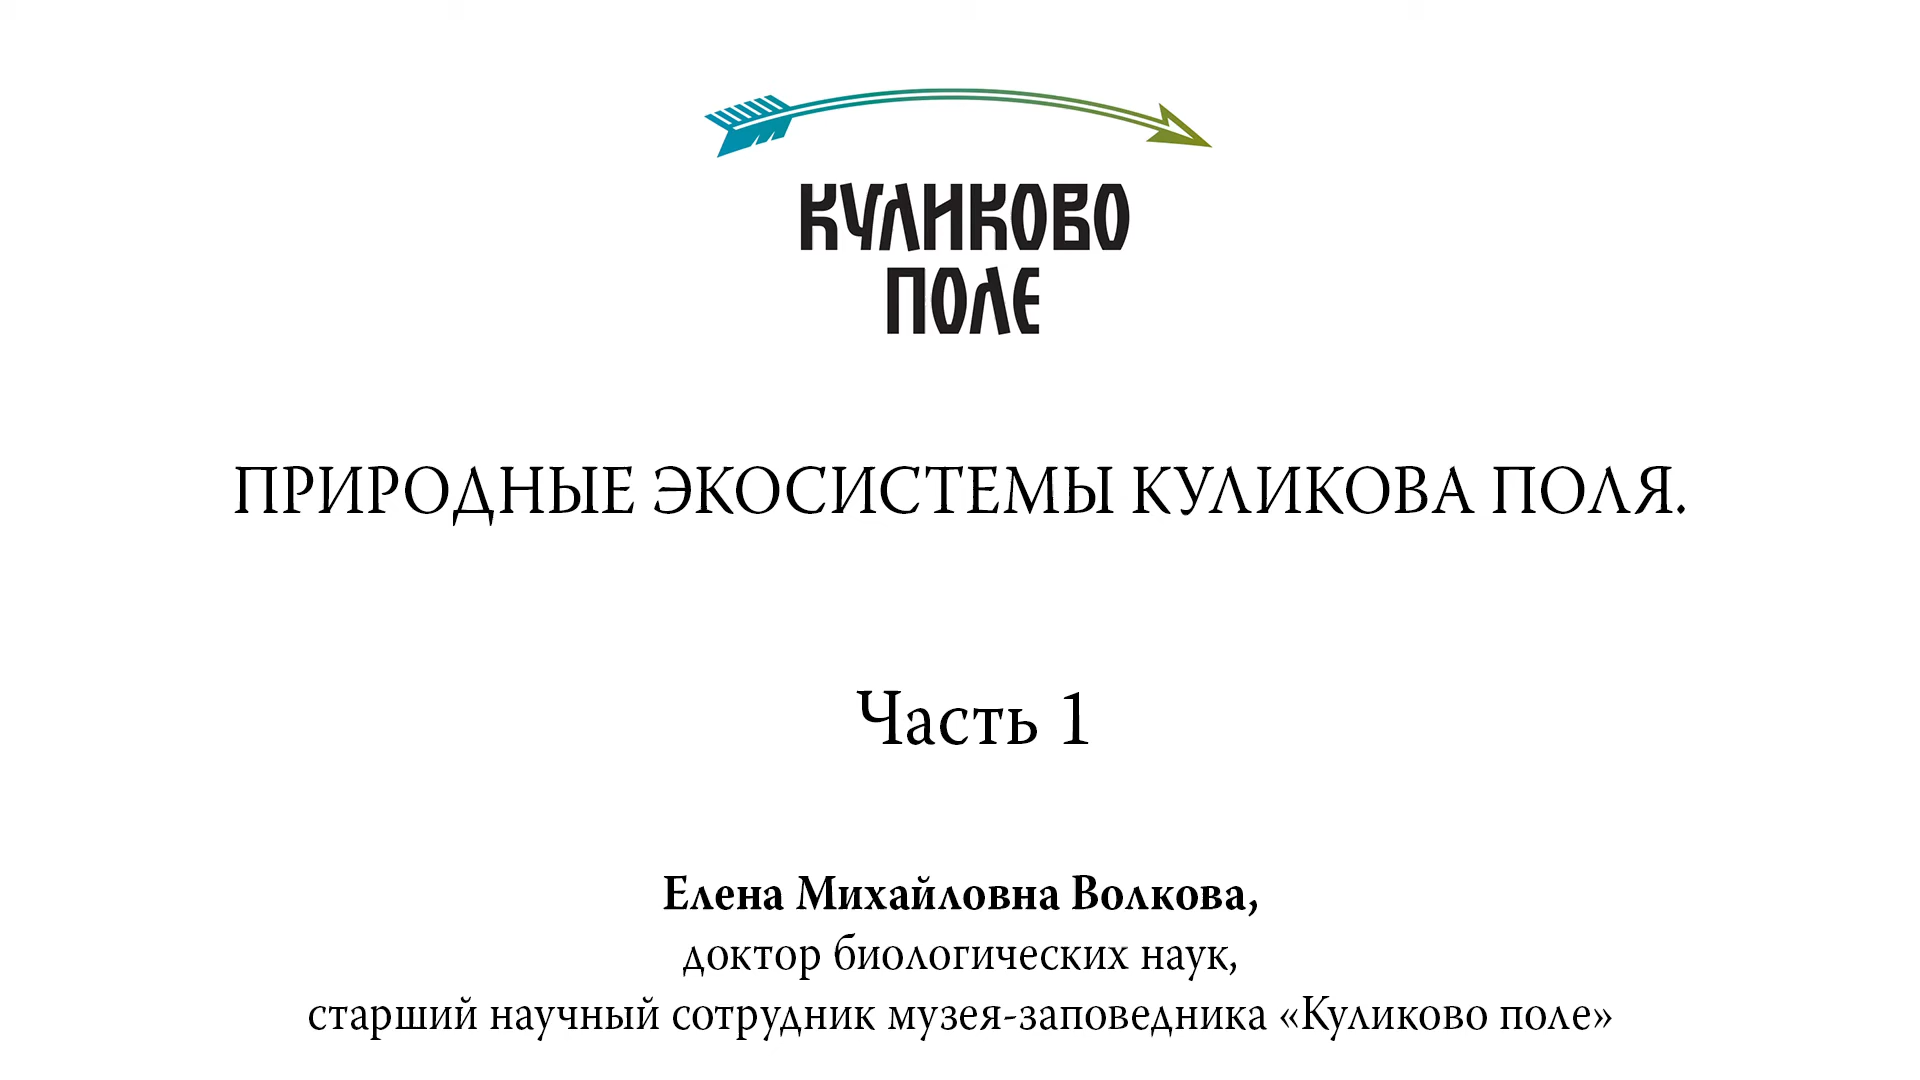 КУЛИКОВО
ПОЛЕ
ПРИРОДНЫЕ ЭКОСИСТЕМЫ КУЛИКОВА ПОЛЯ.
Часть 1
Елена Михайловна Волкова,
доктор биологических наук,
старший научный сотрудник музея-заповедника «Куликово поле»